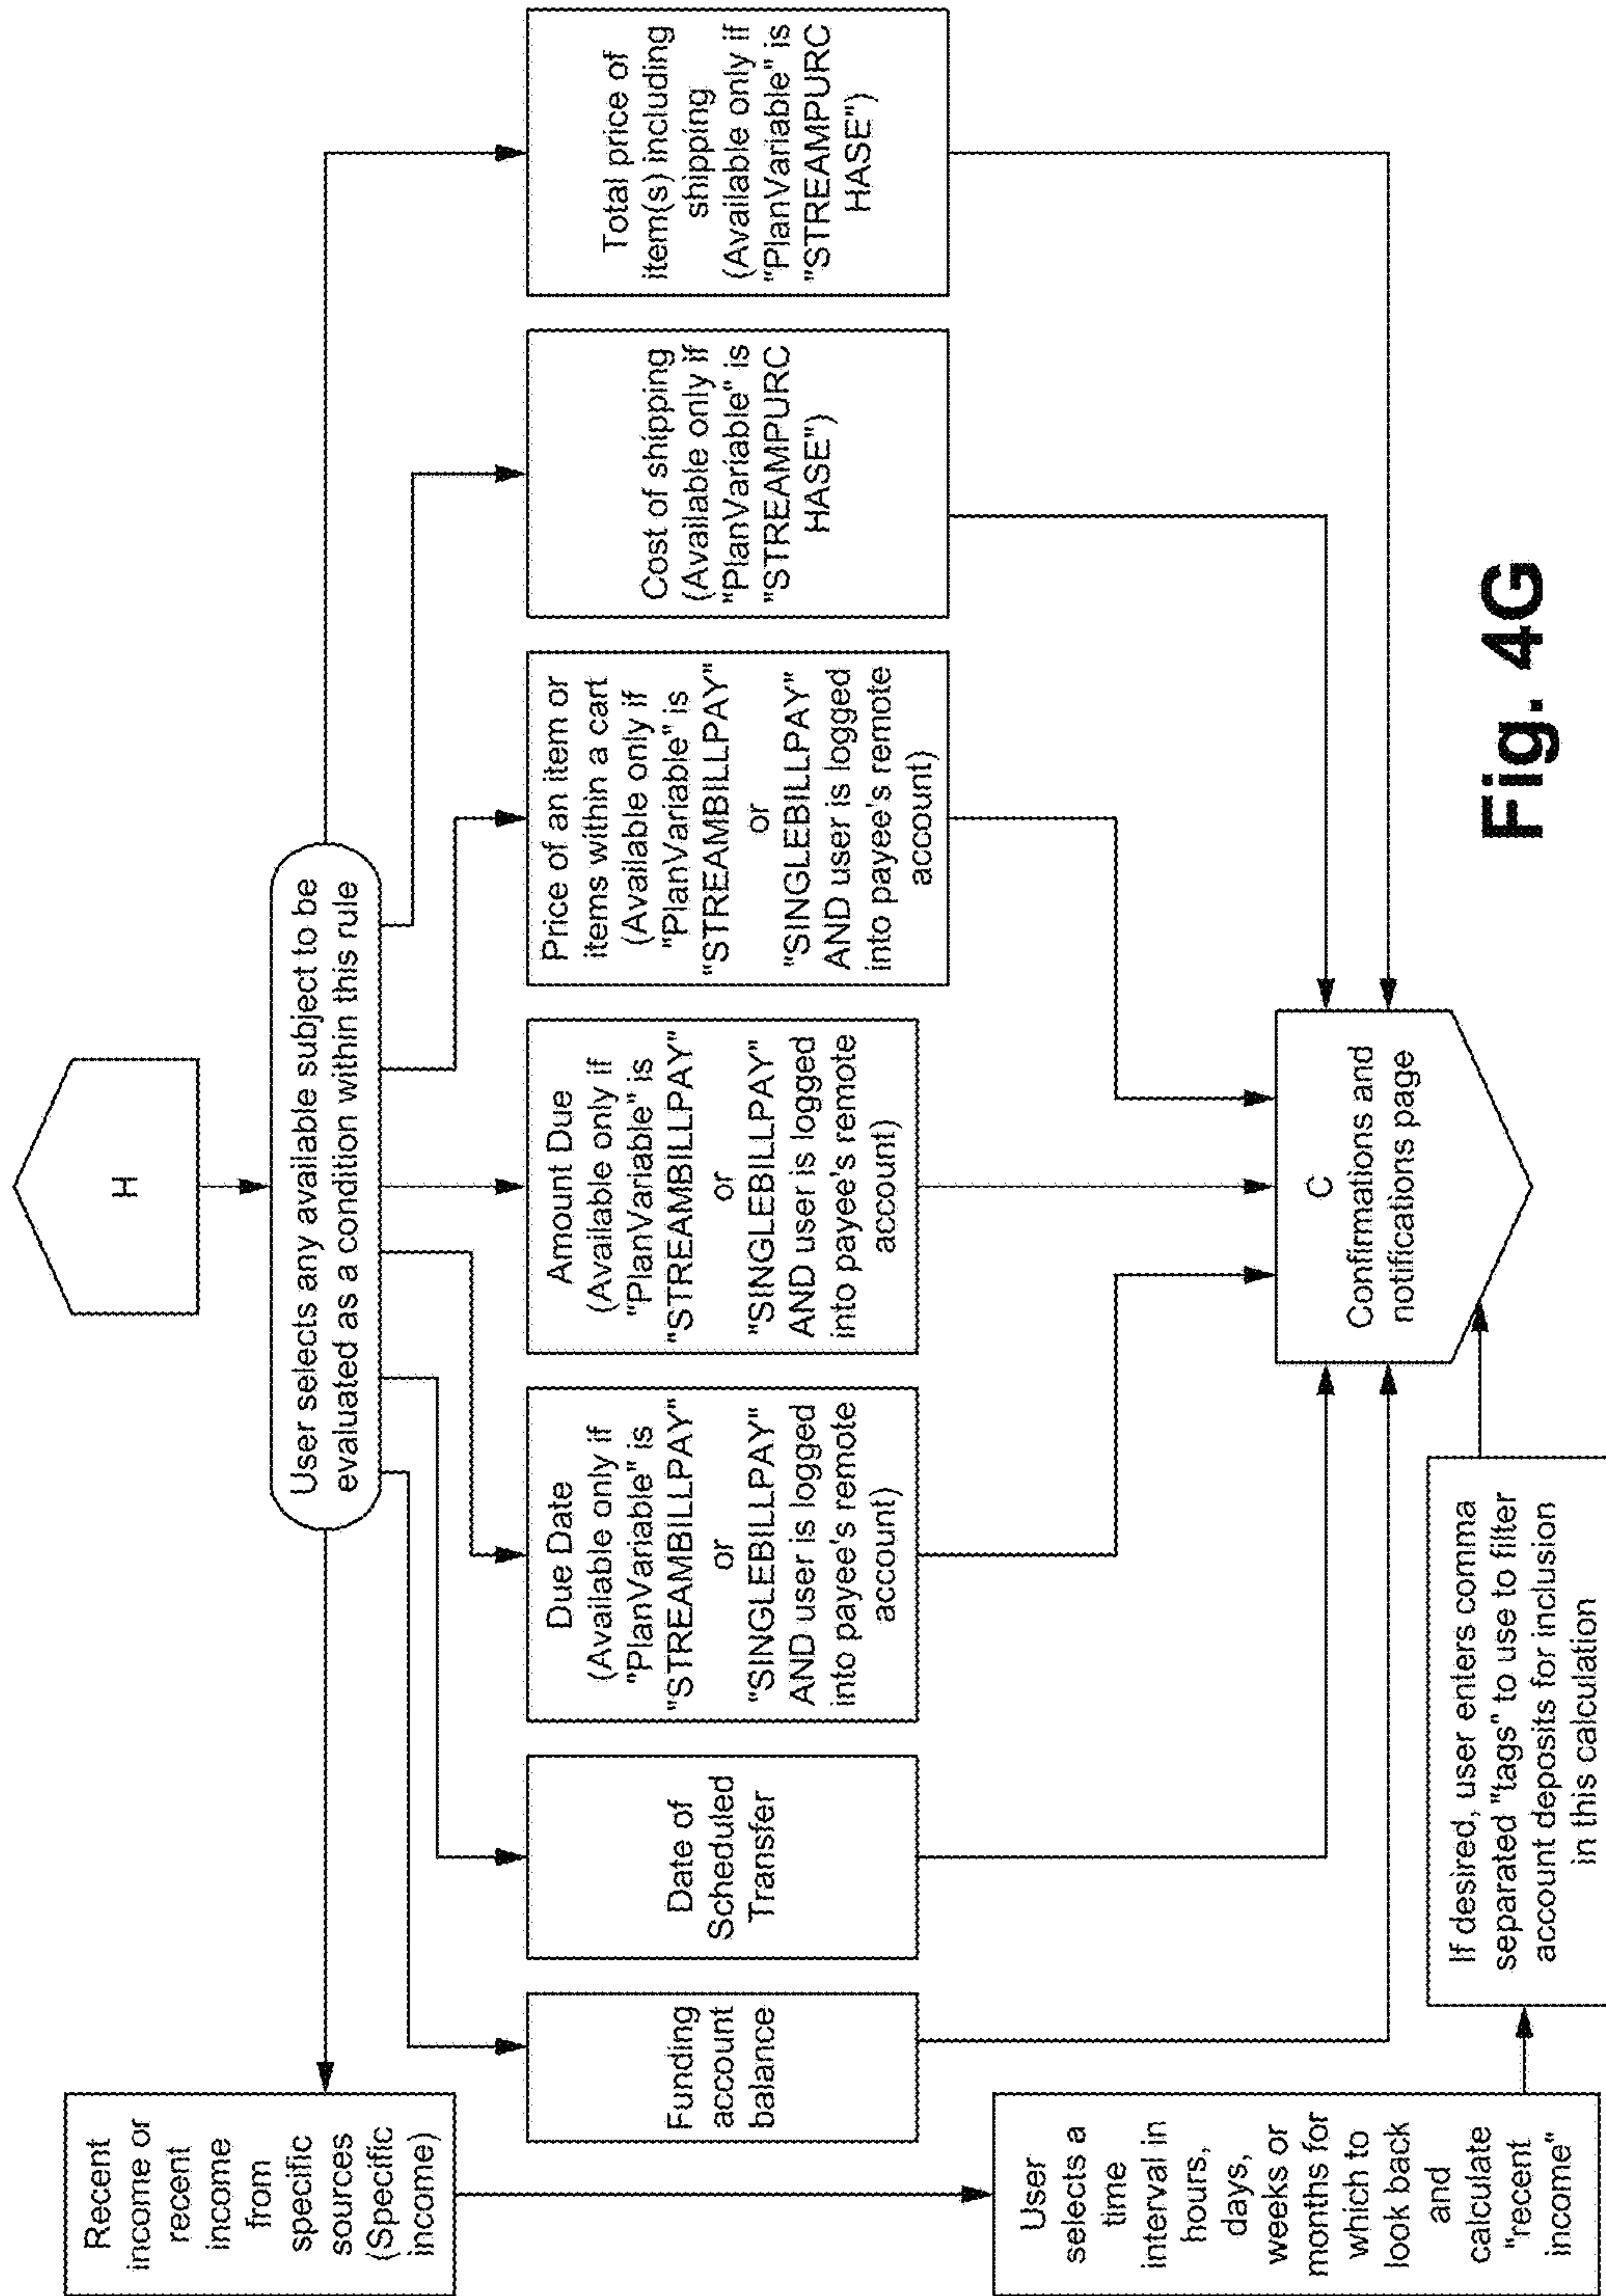 H
User selects any available subject to be
evaluated as a condition within this rule
Recent
income or
recent
income
from
specific
sources
(Specific
income)
Funding
account
balance
Date of
Scheduled
Transfer
Due Date
(Available only if
"PlanVariable" is
"STREAMBILLPAY"
or
"SINGLEBILLPAY"
AND user is logged
into payee's remote
account)
Amount Due
(Available only if
"PlanVariable" is
"STREAMBILLPAY"
or
"SINGLEBILLPAY"
AND user is logged
into payee's remote
account)
Price of an item or
items within a cart
(Available only if
"PlanVariable" is
"STREAMBILLPAY"
or
"SINGLEBILLPAY"
AND user is logged
into payee's remote
account)
Cost of shipping
(Available only if
"PlanVariable" is
"STREAMPURC
HASE")
Total price of
item(s) including
shipping
(Available only if
"PlanVariable" is
"STREAMPURC
HASE")
User
selects a
time
interval in
hours,
days,
weeks or
months for
which to
look back
and
calculate
"recent
income"
If desired, user enters comma
separated "tags" to use to filter
account deposits for inclusion
in this calculation
C
Confirmations and
notifications page
Fig. 4G